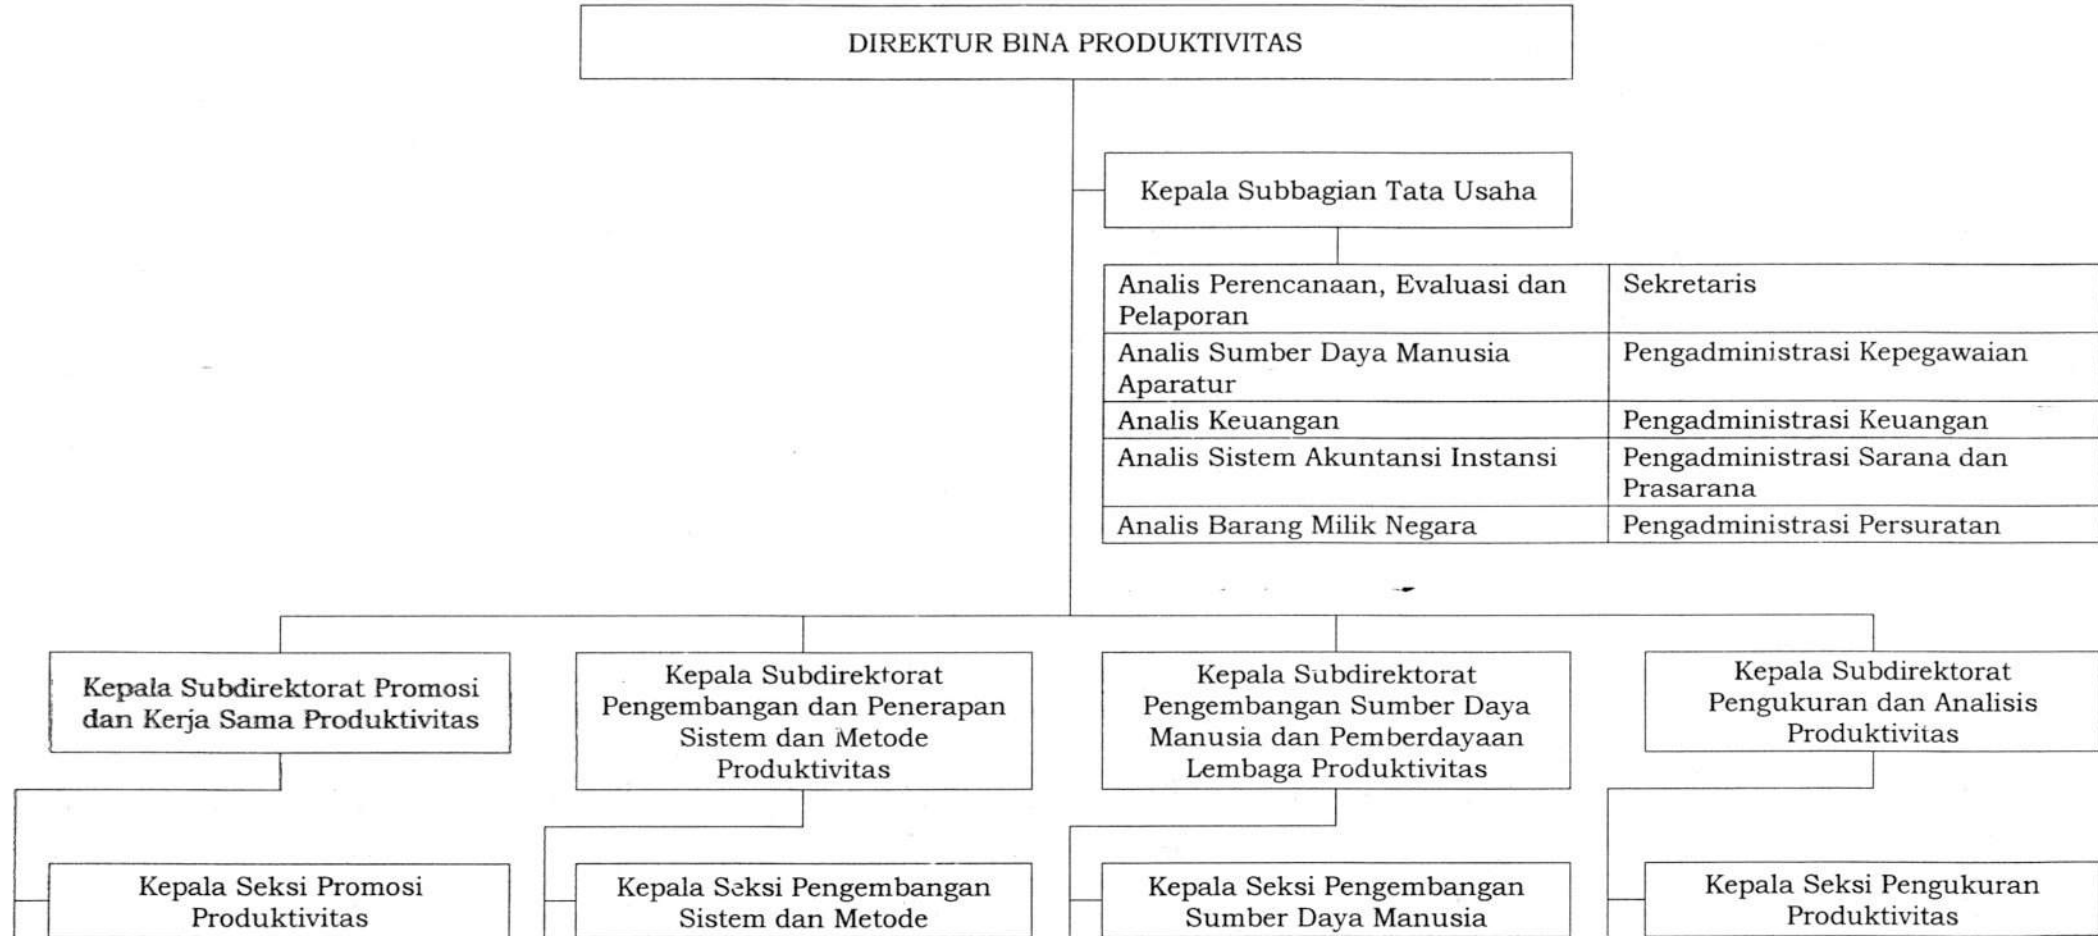 DIREKTUR BINA PRODUKTIVITAS
Kepala Subbagian Tata Usaha
Analis Perencanaan, Evaluasi dan
Pelaporan
Sekretaris
Analis Sumber Daya Manusia
Aparatur
Pengadministrasi Kepegawaian
Analis Keuangan
Pengadministrasi Keuangan
Analis Sistem Akuntansi Instansi
Pengadministrasi Sarana dan
Prasarana
Analis Barang Milik Negara
Pengadministrasi Persuratan
Kepala Subdirektorat Promosi
dan Kerja Sama Produktivitas
Kepala Subdirektorat
Pengembangan dan Penerapan
Sistem dan Metode
Produktivitas
Kepala Subdirektorat
Pengembangan Sumber Daya
Manusia dan Pemberdayaan
Lembaga Produktivitas
Kepala Subdirektorat
Pengukuran dan Analisis
Produktivitas
Kepala Seksi Promosi
Produktivitas
Kepala Seksi Pengembangan
Sistem dan Metode
Kepala Seksi Pengembangan
Sumber Daya Manusia
Kepala Seksi Pengukuran
Produktivitas